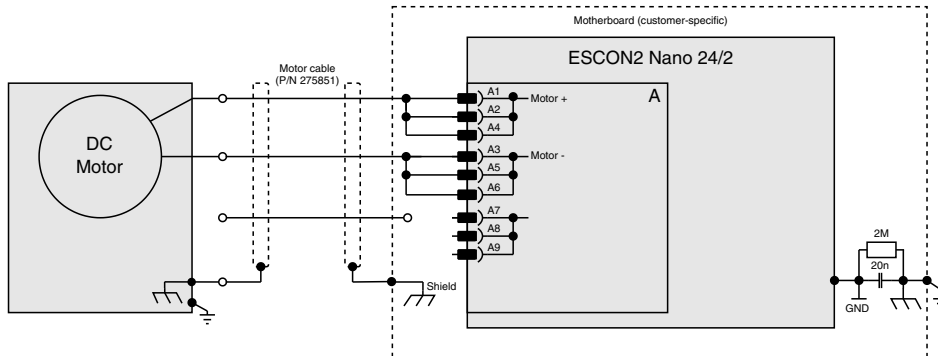 Motherboard (customer-specific)
ESCON2 Nano 24/2
Motor cable
(P/N 275851)
A
A1
Motor +
A2
A4
DC
Motor
A3
Motor -
A5
A6
A7
A8
A9
2M
20n
Shield
GND